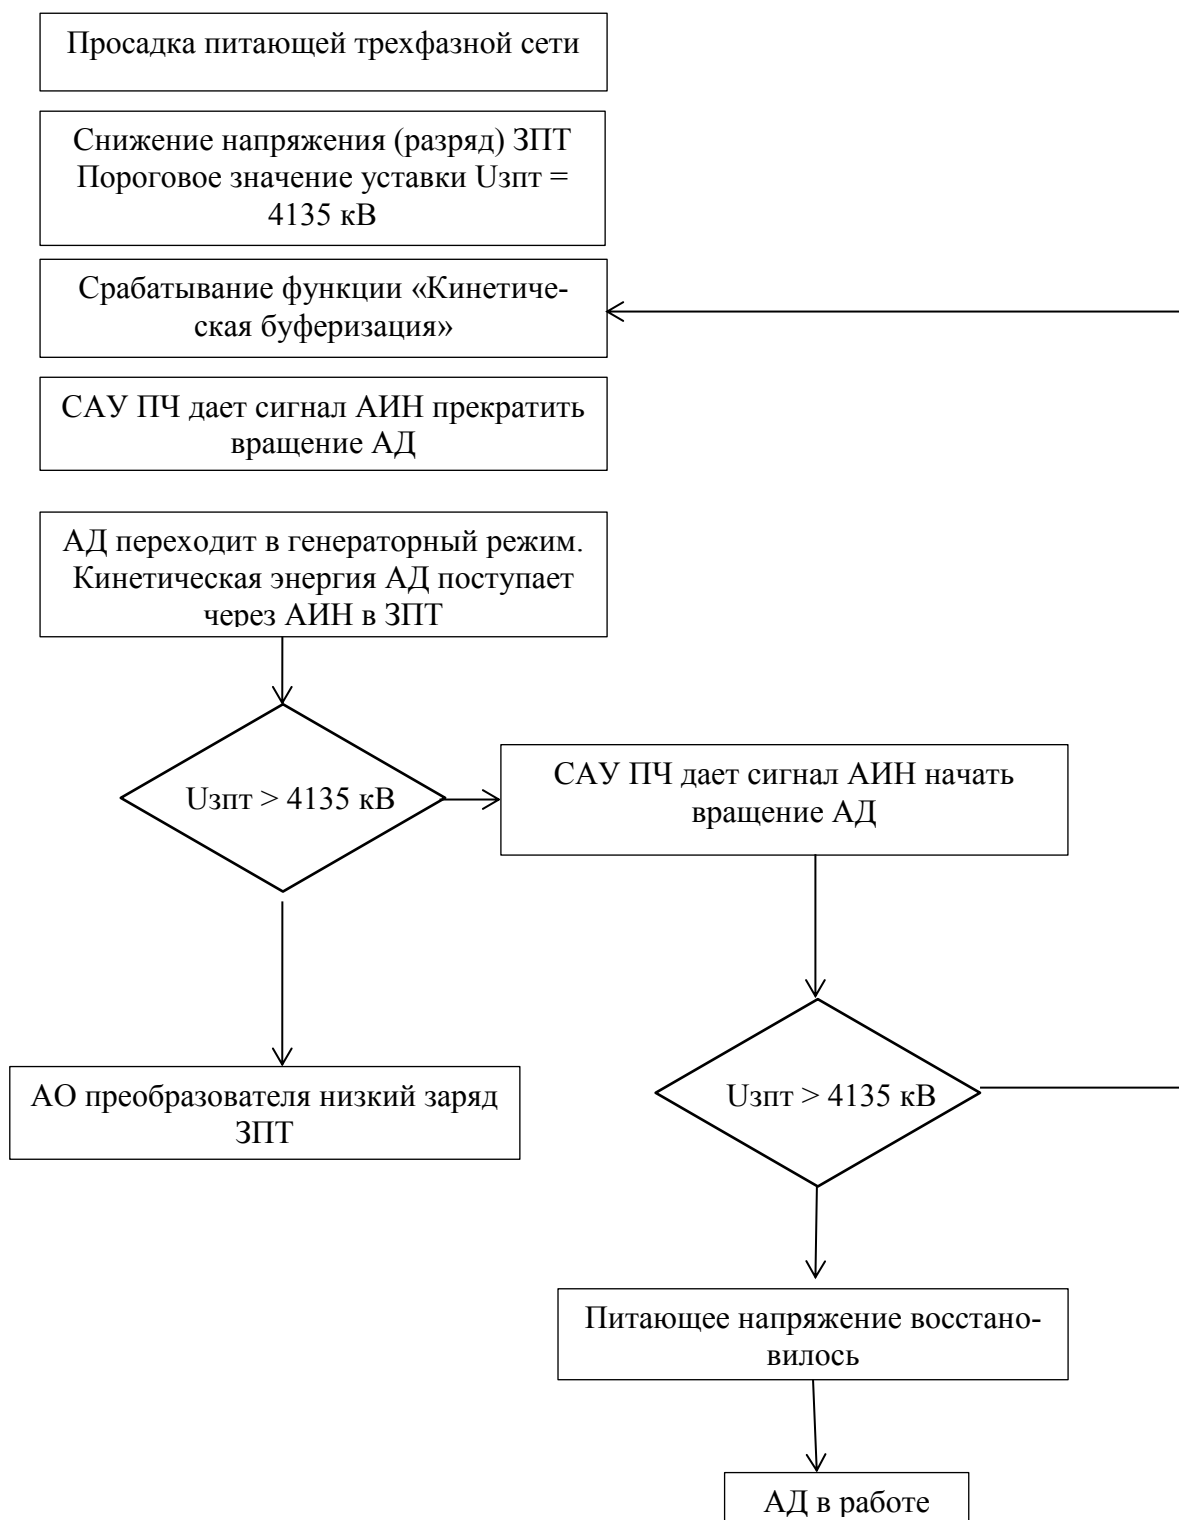 Просадка питающей трехфазной сети
Снижение напряжения (разряд) ЗПТ
Пороговое значение уставки Uзпт =
4135 кВ
Срабатывание функции «Кинетиче-
ская буферизация»
САУ ПЧ дает сигнал АИН прекратить
вращение АД
АД переходит в генераторный режим.
Кинетическая энергия АД поступает
через АИН в ЗПТ
Uзпт > 4135 кВ
САУ ПЧ дает сигнал АИН начать
вращение АД
АО преобразователя низкий заряд
ЗПТ
Uзпт > 4135 кВ
Питающее напряжение восстано-
вилось
АД в работе